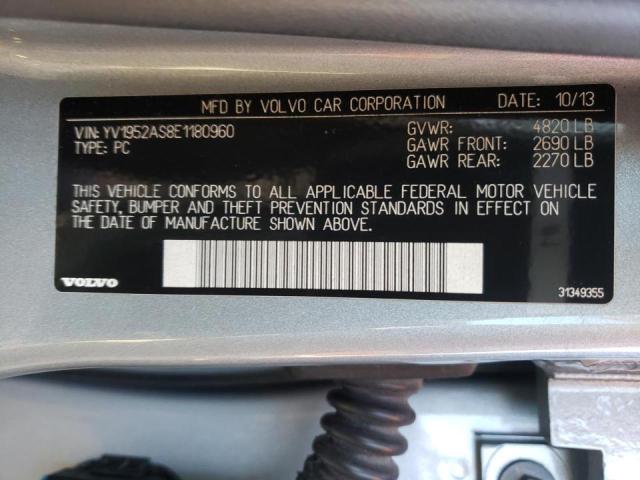 MFD BY VOLVO CAR CORPORATION DATE: 10/13
VIN: YV1952AS8E1180960 GVWR: 4820 LB
TYPE: PC GAWR FRONT: 2690 LB
GAWR REAR: 2270 LB
THIS VEHICLE CONFORMS TO ALL APPLICABLE FEDERAL MOTOR VEHICLE
SAFETY, BUMPER AND THEFT PREVENTION STANDARDS IN EFFECT ON
THE DATE OF MANUFACTURE SHOWN ABOVE.
VOLVO 31349355